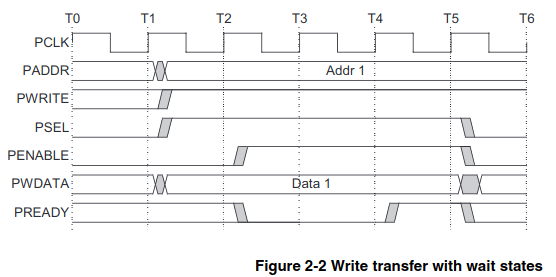 T0 T1 T2 T3 T4 T5 T6
PCLK
PADDR Addr 1
PWRITE
PSEL
PENABLE
PWDATA Data 1
PREADY
Figure 2-2 Write transfer with wait states